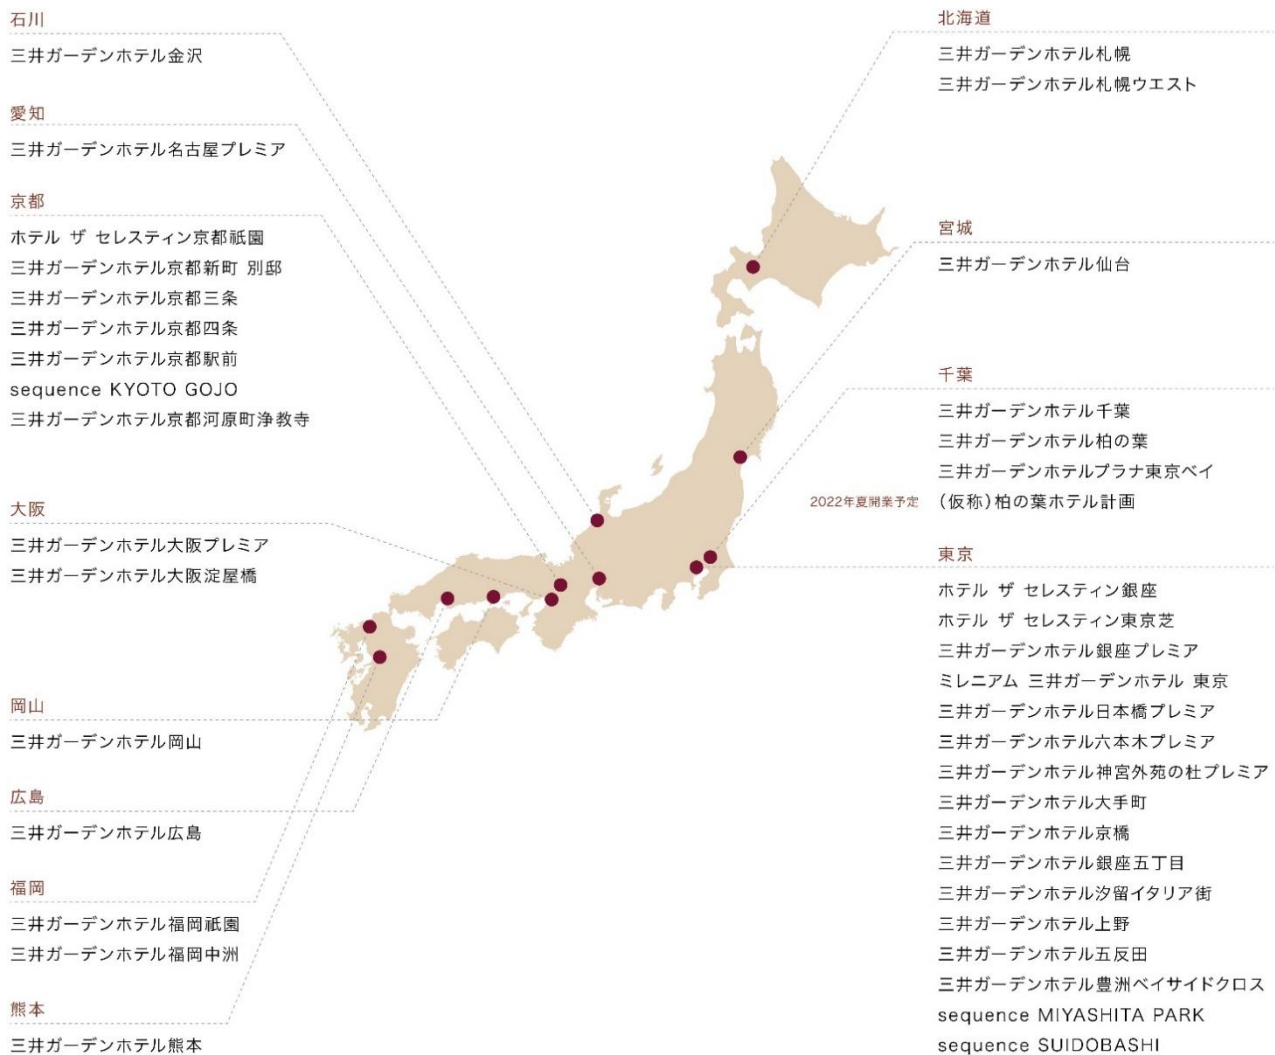 石川
三井ガーデンホテル金沢
愛知
三井ガーデンホテル名古屋プレミア
京都
ホテル ザ セレスティン京都祇園
三井ガーデンホテル京都新町 別邸
三井ガーデンホテル京都三条
三井ガーデンホテル京都四条
三井ガーデンホテル京都駅前
sequence KYOTO GOJO
三井ガーデンホテル京都河原町浄教寺
大阪
三井ガーデンホテル大阪プレミア
三井ガーデンホテル大阪淀屋橋
岡山
三井ガーデンホテル岡山
広島
三井ガーデンホテル広島
福岡
三井ガーデンホテル福岡祇園
三井ガーデンホテル福岡中洲
熊本
三井ガーデンホテル熊本
北海道
三井ガーデンホテル札幌
三井ガーデンホテル札幌ウエスト
宮城
三井ガーデンホテル仙台
千葉
三井ガーデンホテル千葉
三井ガーデンホテル柏の葉
三井ガーデンホテルプラナ東京ベイ
2022年夏開業予定 (仮称)柏の葉ホテル計画
東京
ホテル ザ セレスティン銀座
ホテル ザ セレスティン東京芝
三井ガーデンホテル銀座プレミア
ミレニアム 三井ガーデンホテル 東京
三井ガーデンホテル日本橋プレミア
三井ガーデンホテル六本木プレミア
三井ガーデンホテル神宮外苑の杜プレミア
三井ガーデンホテル大手町
三井ガーデンホテル京橋
三井ガーデンホテル銀座五丁目
三井ガーデンホテル汐留イタリア街
三井ガーデンホテル上野
三井ガーデンホテル五反田
三井ガーデンホテル豊洲ベイサイドクロス
sequence MIYASHITA PARK
sequence SUIDOBASHI